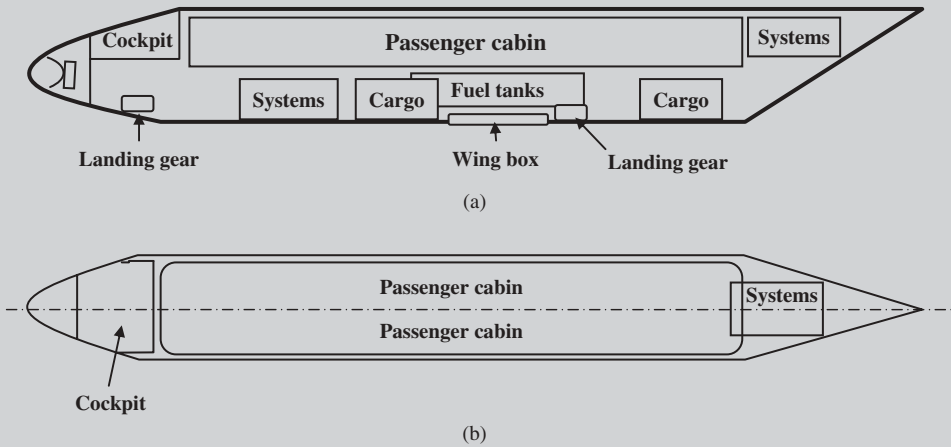 Cockpit
Passenger cabin
Systems
Systems
Cargo
Fuel tanks
Cargo
Landing gear
Wing box
Landing gear
(a)
Passenger cabin
Systems
Passenger cabin
Cockpit
(b)